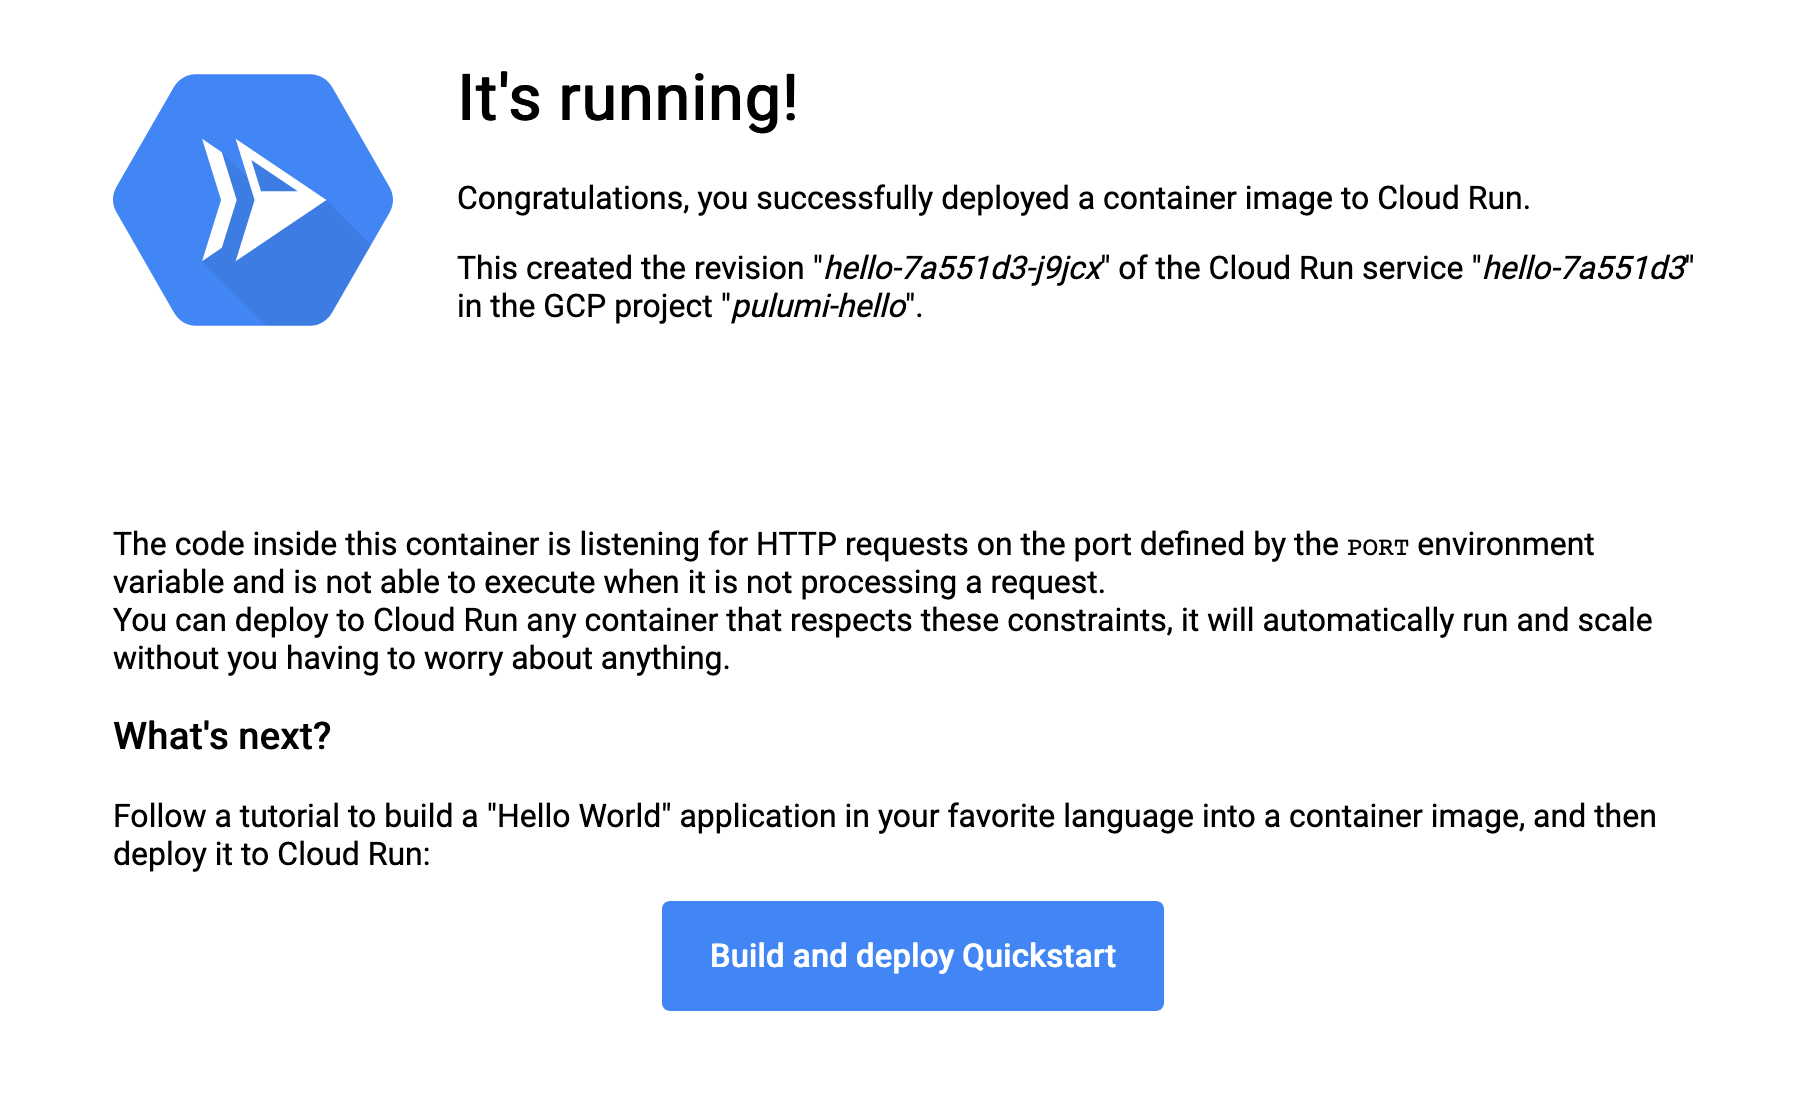 It's running!
Congratulations, you successfully deployed a container image to Cloud Run.
This created the revision "hello-7a551d3-j9jcx" of the Cloud Run service "hello-7a551d3"
in the GCP project "pulumi-hello".
The code inside this container is listening for HTTP requests on the port defined by the PORT environment
variable and is not able to execute when it is not processing a request.
You can deploy to Cloud Run any container that respects these constraints, it will automatically run and scale
without you having to worry about anything.
What's next?
Follow a tutorial to build a "Hello World" application in your favorite language into a container image, and then
deploy it to Cloud Run:
Build and deploy Quickstart